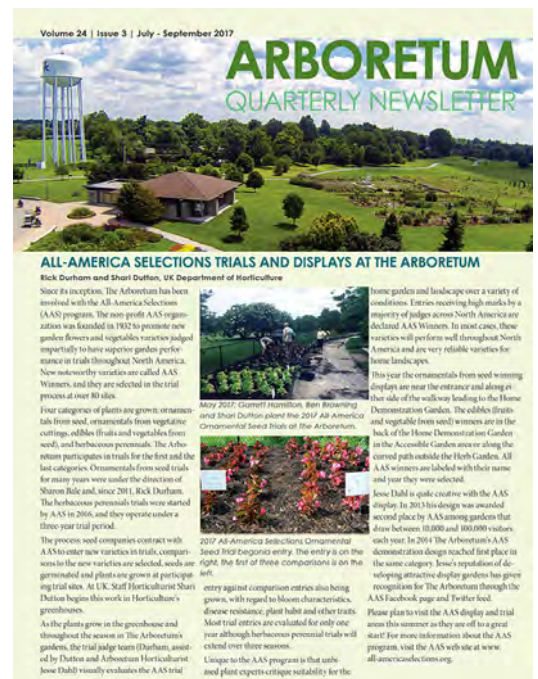 Volume 24 | Issue 3 | July - September 2017
ARBORETUM
QUARTERLY NEWSLETTER
ALL-AMERICA SELECTIONS TRIALS AND DISPLAYS AT THE ARBORETUM
Rick Durham and Shari Dutton, UK Department of Horticulture
Since its inception, The Arboretum has been
involved with the All-America Selections
(AAS) program. The non-profit AAS organi-
zation was founded in 1932 to promote new
garden flowers and vegetables varieties judged
impartially to have superior garden perfor-
mance in trials throughout North America.
New noteworthy varieties are called AAS
Winners, and they are selected in the trial
process at over 80 sites.
Four categories of plants are grown: ornamen-
tals from seed, ornamentals from vegetative
cuttings, edibles (fruits and vegetables from
seed), and herbaceous perennials. The Arbo-
retum participates in trials for the first and the
last categories. Ornamentals from seed trials
for many years were under the direction of
Sharon Bale and, since 2011, Rick Durham.
The herbaceous perennials trials were started
by AAS in 2016, and they operate under a
three-year trial period.
The process: seed companies contract with
AAS to enter new varieties in trials, compari-
sons to the new varieties are selected, seeds are
germinated and plants are grown at participat-
ing trial sites. At UK, Staff Horticulturist Shari
Dutton begins this work in Horticulture's
greenhouses.
As the plants grow in the greenhouse and
throughout the season in The Arboretum's
gardens, the trial judge team (Durham, assist-
ed by Dutton and Arboretum Horticulturist
Jesse Dahl) visually evaluates the AAS trial
May 2017: Garrett Hamilton, Ben Browning
and Shari Dutton plant the 2017 All-America
Ornamental Seed Trials at The Arboretum.
2017 All-America Selections Ornamental
Seed Trial begonia entry. The entry is on the
right, the first of three comparisons is on the
left.
entry against comparison entries also being
grown, with regard to bloom characteristics,
disease resistance, plant habit and other traits.
Most trial entries are evaluated for only one
year although herbaceous perennial trials will
extend over three seasons.
Unique to the AAS program is that unbi-
ased plant experts critique suitability for the
home garden and landscape over a variety of
conditions. Entries receiving high marks by a
majority of judges across North America are
declared AAS Winners. In most cases, these
varieties will perform well throughout North
America and are very reliable varieties for
home landscapes.
This year the ornamentals from seed winning
displays are near the entrance and along ei-
ther side of the walkway leading to the Home
Demonstration Garden. The edibles (fruits
and vegetable from seed) winners are in the
back of the Home Demonstration Garden
in the Accessible Garden area or along the
curved path outside the Herb Garden. All
AAS winners are labeled with their name
and year they were selected.
Jesse Dahl is quite creative with the AAS
display. In 2013 his design was awarded
second place by AAS among gardens that
draw between 10,000 and 100,000 visitors
each year. In 2014 The Arboretum's AAS
demonstration design reached first place in
the same category. Jesse's reputation of de-
veloping attractive display gardens has given
recognition for The Arboretum through the
AAS Facebook page and Twitter feed.
Please plan to visit the AAS display and trial
areas this summer as they are off to a great
start! For more information about the AAS
program, visit the AAS web site at www.
all-americaselections.org.